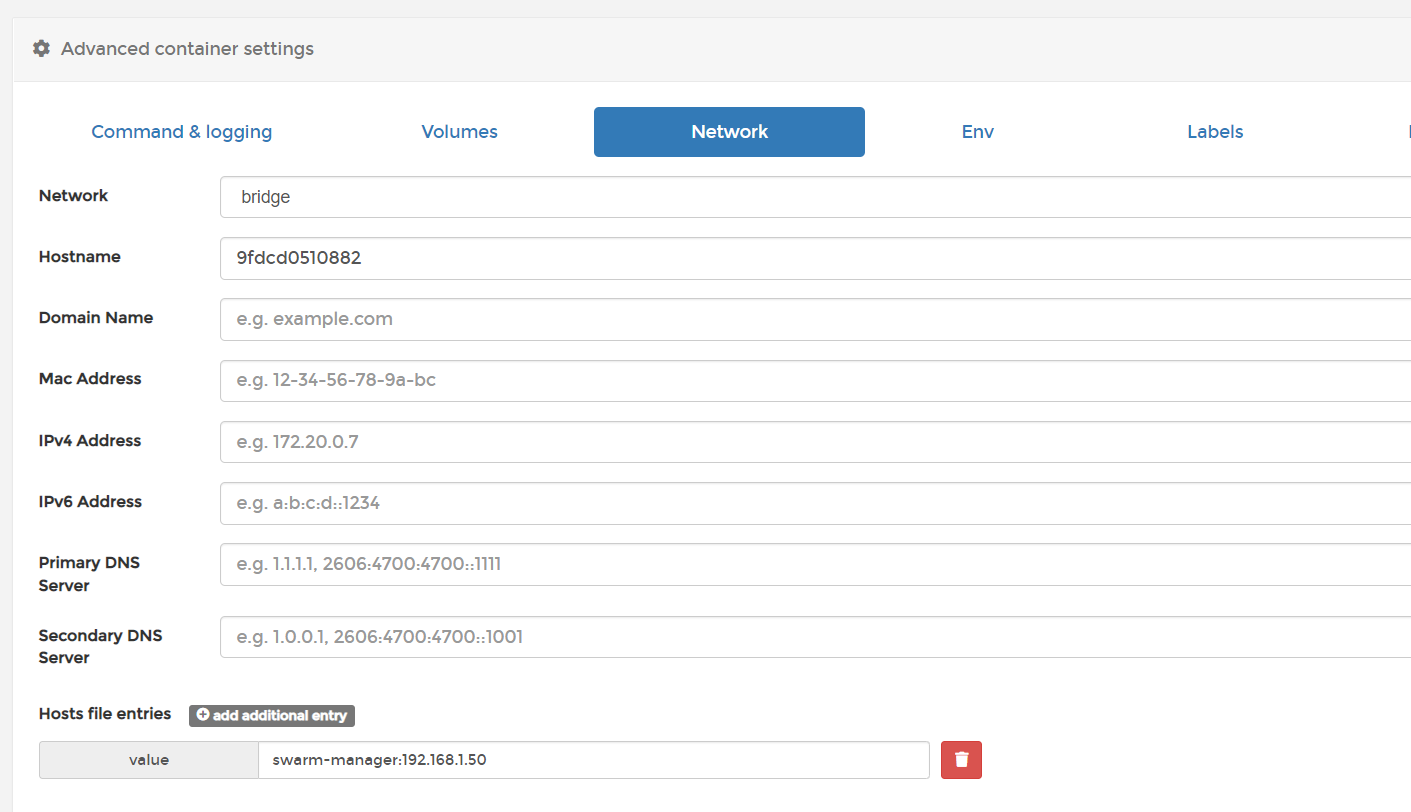 Advanced container settings
Command & logging Volumes Network Env Labels
Network bridge
Hostname 9fdcd0510882
Domain Name e.g. example.com
Mac Address e.g. 12-34-56-78-9a-bc
IPv4 Address e.g. 172.20.0.7
IPv6 Address e.g. a:b:c:d::1234
Primary DNS e.g. 1.1.1.1, 2606:4700:4700::1111
Server
Secondary DNS e.g. 1.0.0.1, 2606:4700:4700::1001
Server
Hosts file entries add additional entry
value swarm-manager:192.168.1.50